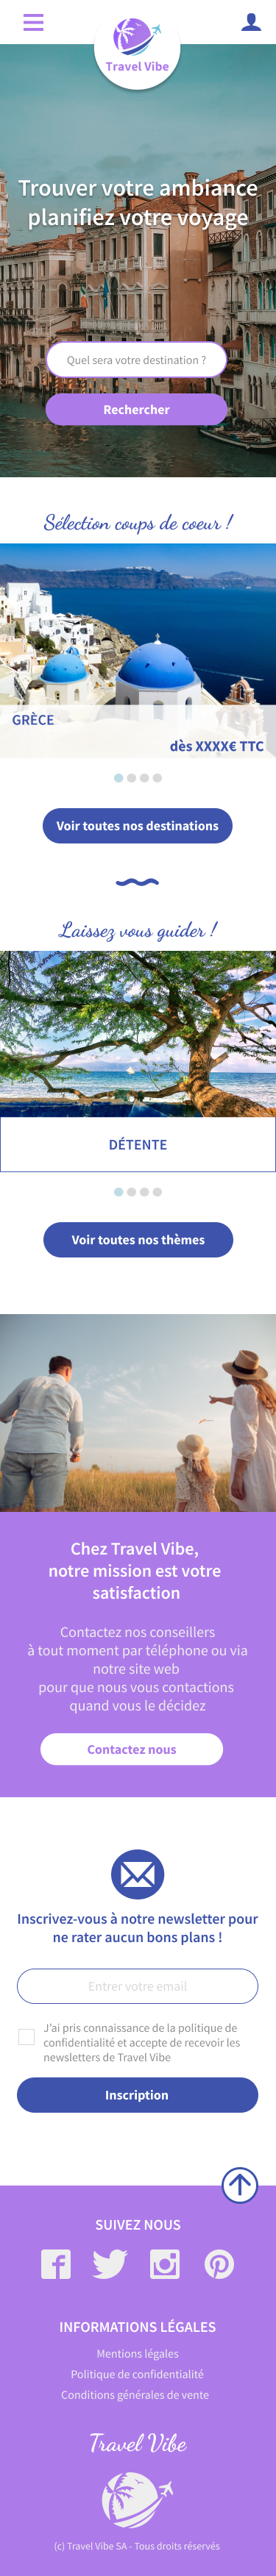 Travel Vibe
Trouver votre ambiance
planifiez votre voyage
Quel sera votre destination ?
Rechercher
Sélection coups de coeur !
GRÈCE
dès XXXX€ TTC
Voir toutes nos destinations
Laissez vous guider !
DÉTENTE
Voir toutes nos thèmes
Chez Travel Vibe,
notre mission est votre
satisfaction
Contactez nos conseillers
à tout moment par téléphone ou via
notre site web
pour que nous vous contactions
quand vous le décidez
Contactez nous
Inscrivez-vous à notre newsletter pour
ne rater aucun bons plans !
Entrer votre email
J'ai pris connaissance de la politique de
confidentialité et accepte de recevoir les
newsletters de Travel Vibe
Inscription
SUIVEZ NOUS
INFORMATIONS LÉGALES
Mentions légales
Politique de confidentialité
Conditions générales de vente
Travel Vibe
(c) Travel Vibe SA - Tous droits réservés